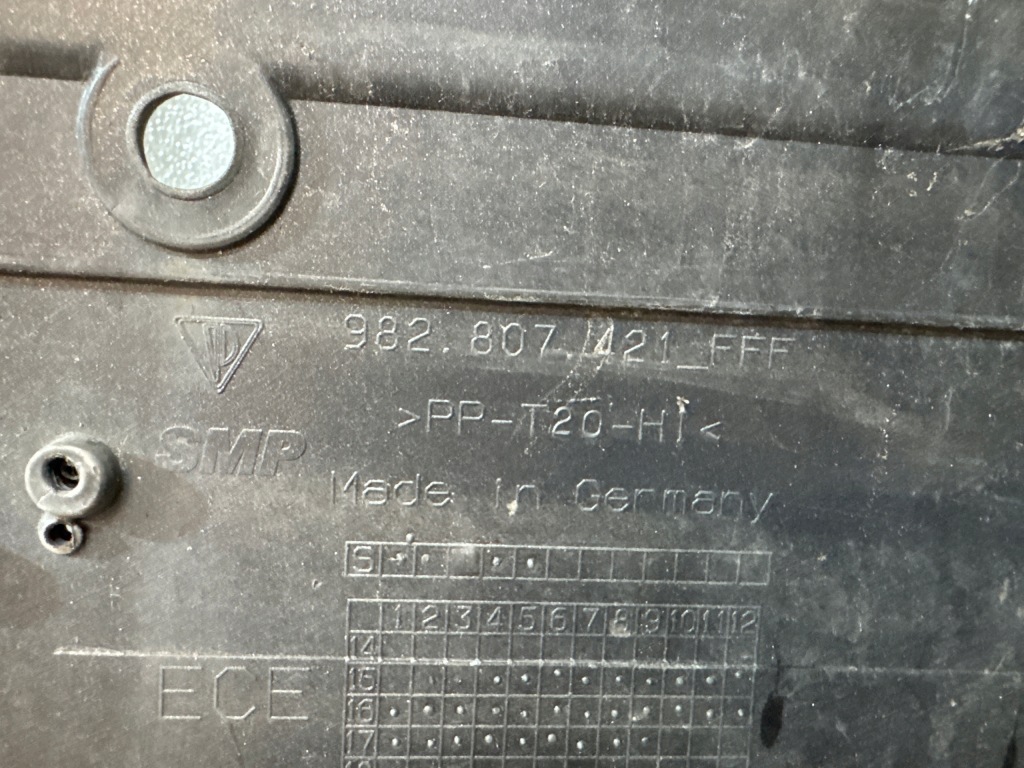 982.807.421_FFF
>PP-T20-HI<
SMP
Made in Germany
S
1 2 3 4 5 6 7 8 9 10 11 12
14
15
ECE
16
17